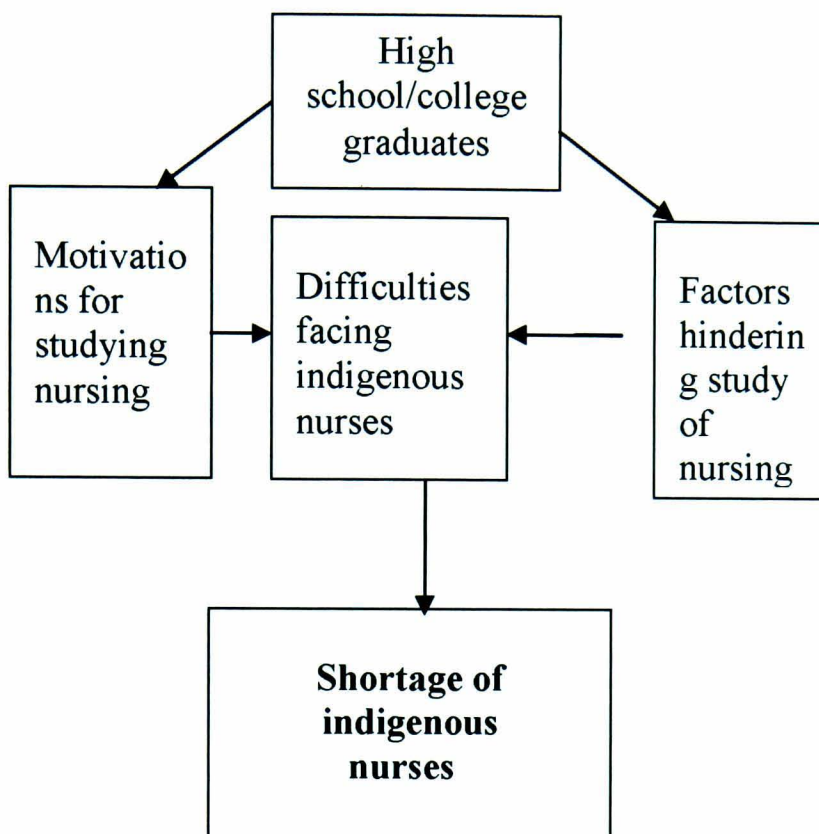 High
school/college
graduates
Motivatio
ns for
studying
nursing
Difficulties
facing
indigenous
nurses
Factors
hinderin
g study
of
nursing
Shortage of
indigenous
nurses